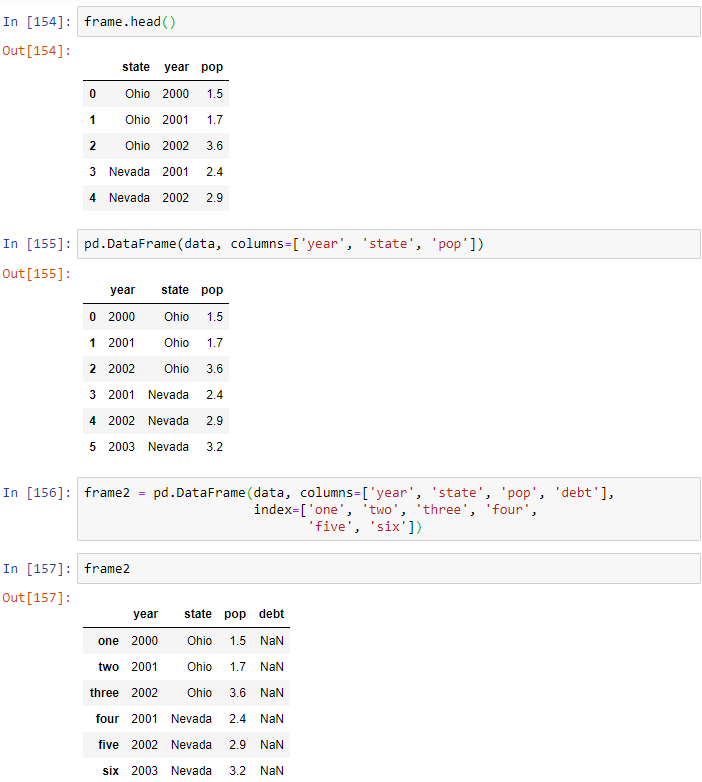 In [154]: frame.head()
Out[154]:
state year pop
0 Ohio 2000 1.5
1 Ohio 2001 1.7
2 Ohio 2002 3.6
3 Nevada 2001 2.4
4 Nevada 2002 2.9
In [155]: pd.DataFrame(data, columns=['year', 'state', 'pop'])
Out[155]:
year state pop
0 2000 Ohio 1.5
1 2001 Ohio 1.7
2 2002 Ohio 3.6
3 2001 Nevada 2.4
4 2002 Nevada 2.9
5 2003 Nevada 3.2
In [156]: frame2 = pd.DataFrame(data, columns=['year', 'state', 'pop', 'debt'],
index=['one', 'two', 'three', 'four',
'five', 'six'])
In [157]: frame2
Out[157]:
year state pop debt
one 2000 Ohio 1.5 NaN
two 2001 Ohio 1.7 NaN
three 2002 Ohio 3.6 NaN
four 2001 Nevada 2.4 NaN
five 2002 Nevada 2.9 NaN
six 2003 Nevada 3.2 NaN